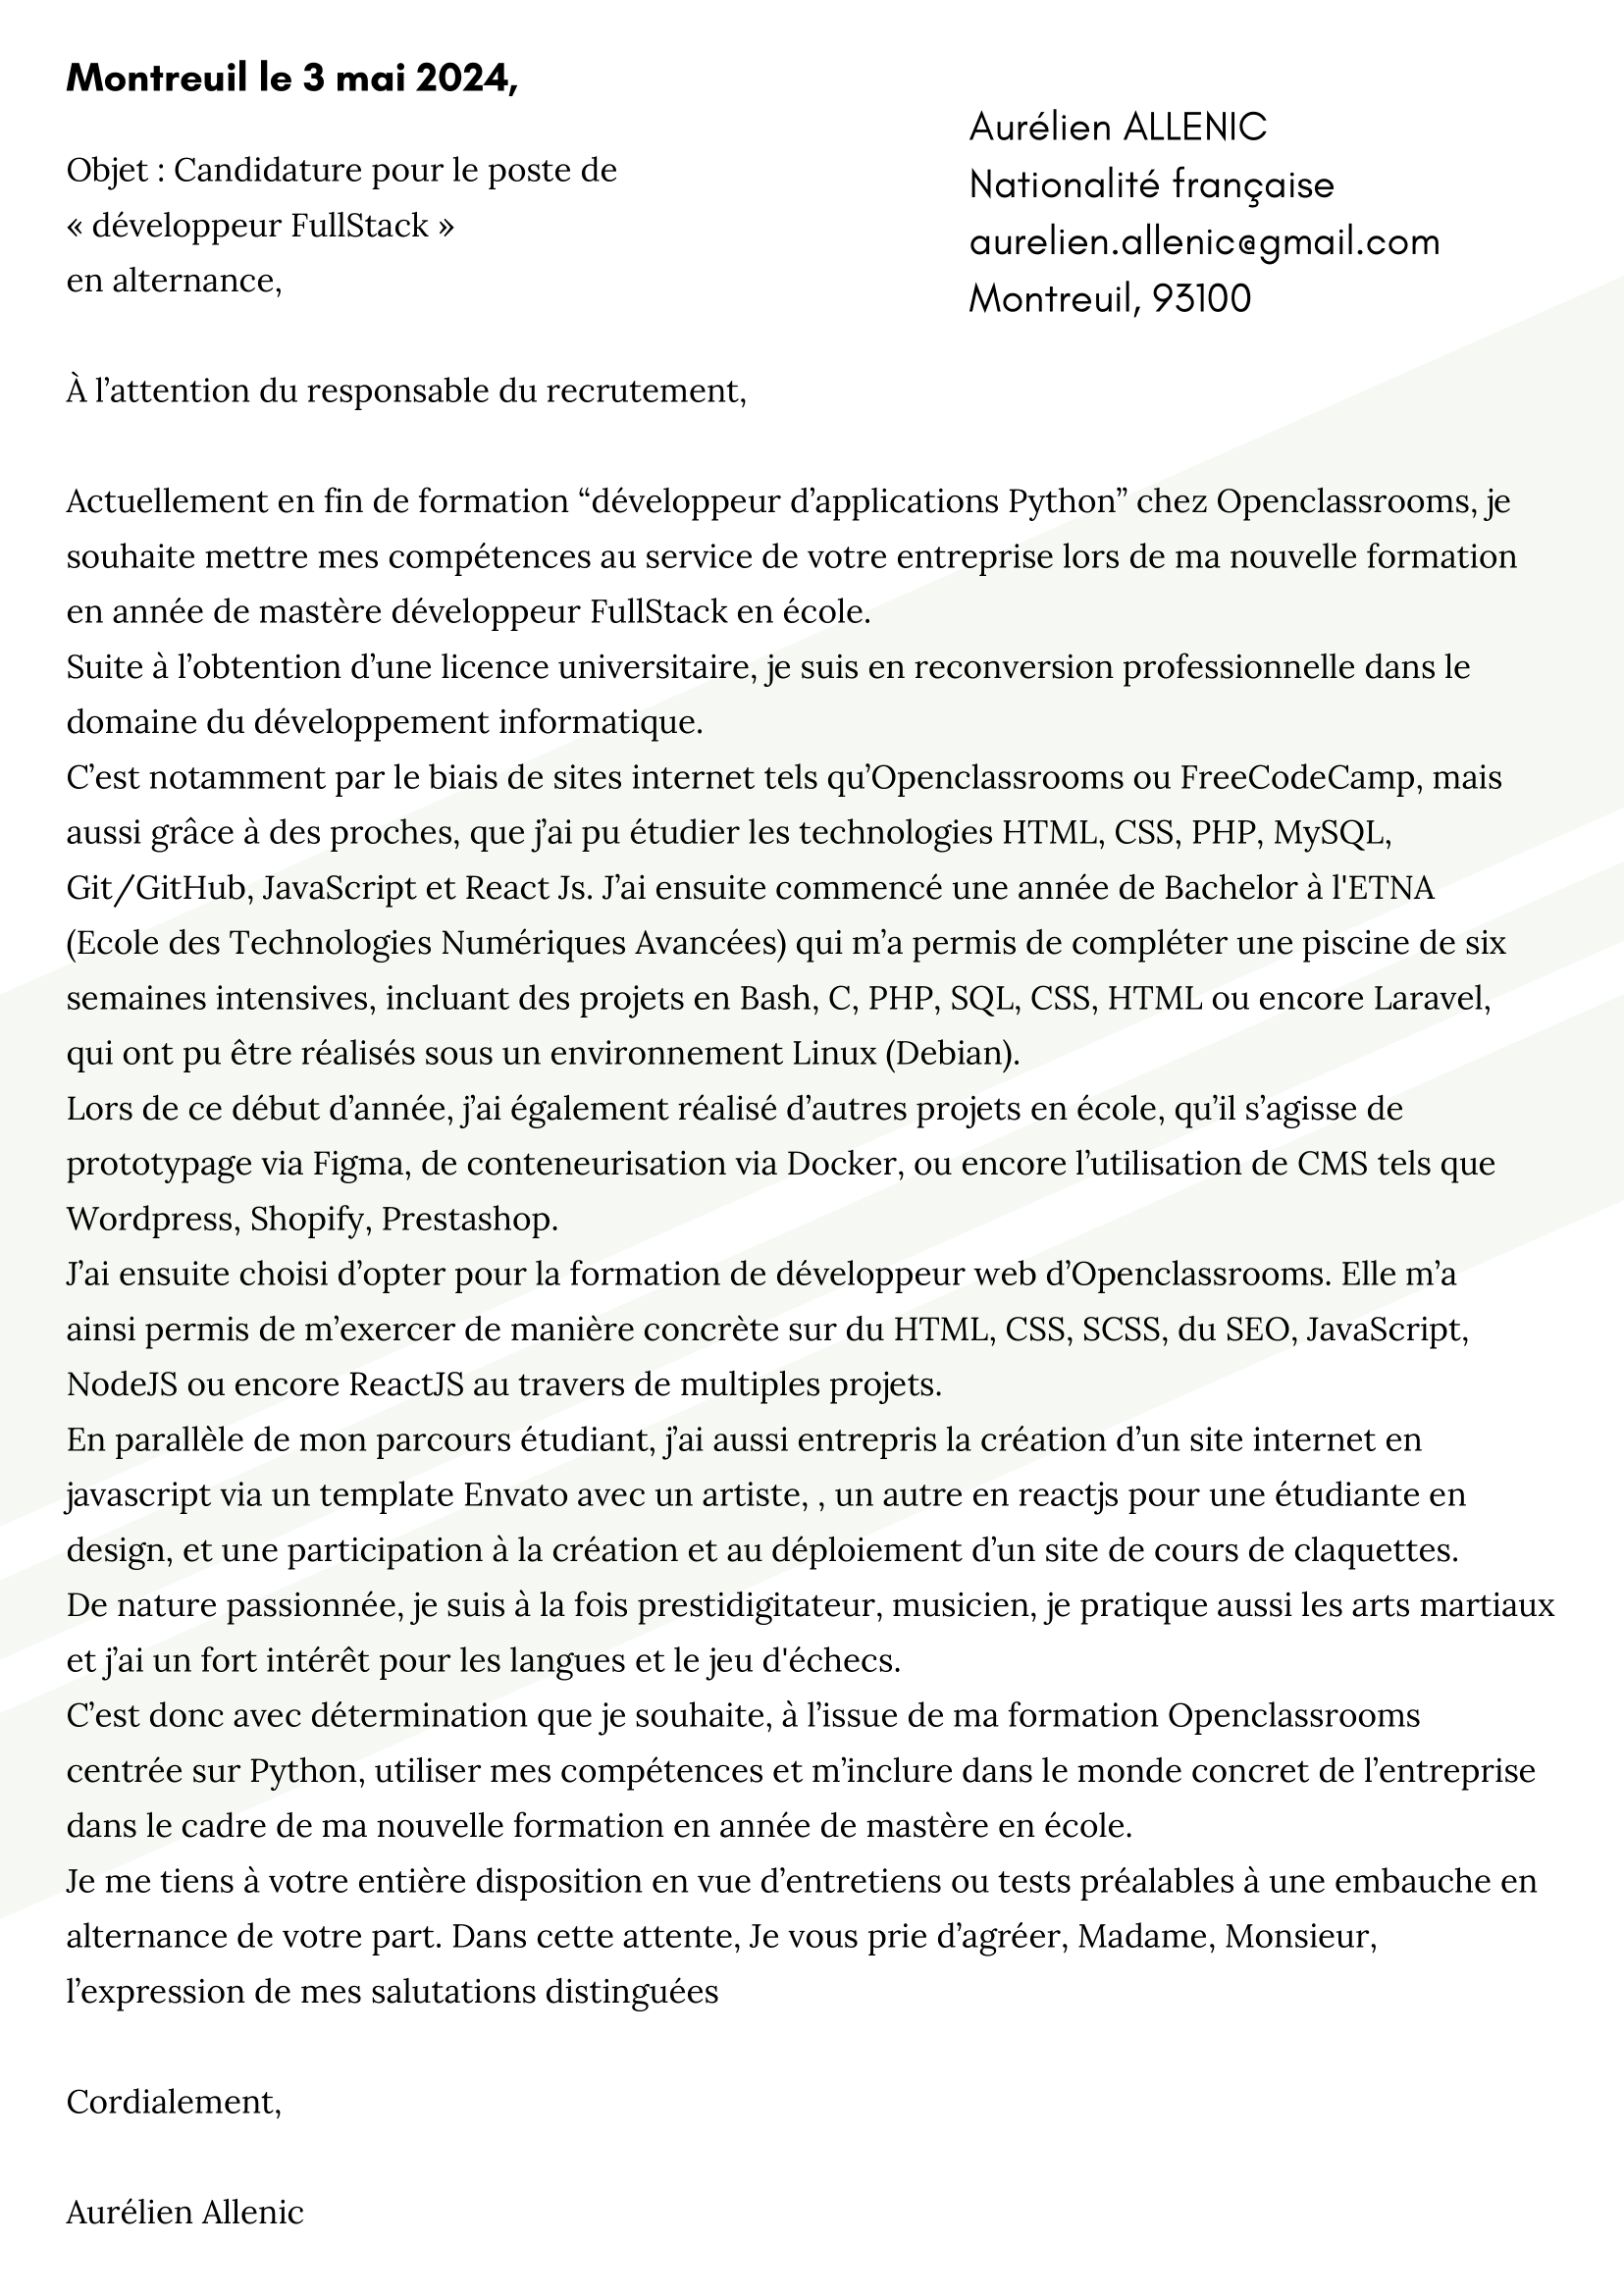 Montreuil le 3 mai 2024,
Objet : Candidature pour le poste de
« développeur FullStack »
en alternance,
Aurélien ALLENIC
Nationalité française
aurelien.allenic@gmail.com
Montreuil, 93100
À l’attention du responsable du recrutement,
Actuellement en fin de formation “développeur d’applications Python” chez Openclassrooms, je
souhaite mettre mes compétences au service de votre entreprise lors de ma nouvelle formation
en année de mastère développeur FullStack en école.
Suite à l’obtention d’une licence universitaire, je suis en reconversion professionnelle dans le
domaine du développement informatique.
C’est notamment par le biais de sites internet tels qu’Openclassrooms ou FreeCodeCamp, mais
aussi grâce à des proches, que j’ai pu étudier les technologies HTML, CSS, PHP, MySQL,
Git/GitHub, JavaScript et React Js. J’ai ensuite commencé une année de Bachelor à l'ETNA
(Ecole des Technologies Numériques Avancées) qui m’a permis de compléter une piscine de six
semaines intensives, incluant des projets en Bash, C, PHP, SQL, CSS, HTML ou encore Laravel,
qui ont pu être réalisés sous un environnement Linux (Debian).
Lors de ce début d’année, j’ai également réalisé d’autres projets en école, qu’il s’agisse de
prototypage via Figma, de conteneurisation via Docker, ou encore l’utilisation de CMS tels que
Wordpress, Shopify, Prestashop.
J’ai ensuite choisi d’opter pour la formation de développeur web d’Openclassrooms. Elle m’a
ainsi permis de m’exercer de manière concrète sur du HTML, CSS, SCSS, du SEO, JavaScript,
NodeJS ou encore ReactJS au travers de multiples projets.
En parallèle de mon parcours étudiant, j’ai aussi entrepris la création d’un site internet en
javascript via un template Envato avec un artiste, , un autre en reactjs pour une étudiante en
design, et une participation à la création et au déploiement d’un site de cours de claquettes.
De nature passionnée, je suis à la fois prestidigitateur, musicien, je pratique aussi les arts martiaux
et j’ai un fort intérêt pour les langues et le jeu d'échecs.
C’est donc avec détermination que je souhaite, à l’issue de ma formation Openclassrooms
centrée sur Python, utiliser mes compétences et m’inclure dans le monde concret de l’entreprise
dans le cadre de ma nouvelle formation en année de mastère en école.
Je me tiens à votre entière disposition en vue d’entretiens ou tests préalables à une embauche en
alternance de votre part. Dans cette attente, Je vous prie d’agréer, Madame, Monsieur,
l’expression de mes salutations distinguées
Cordialement,
Aurélien Allenic